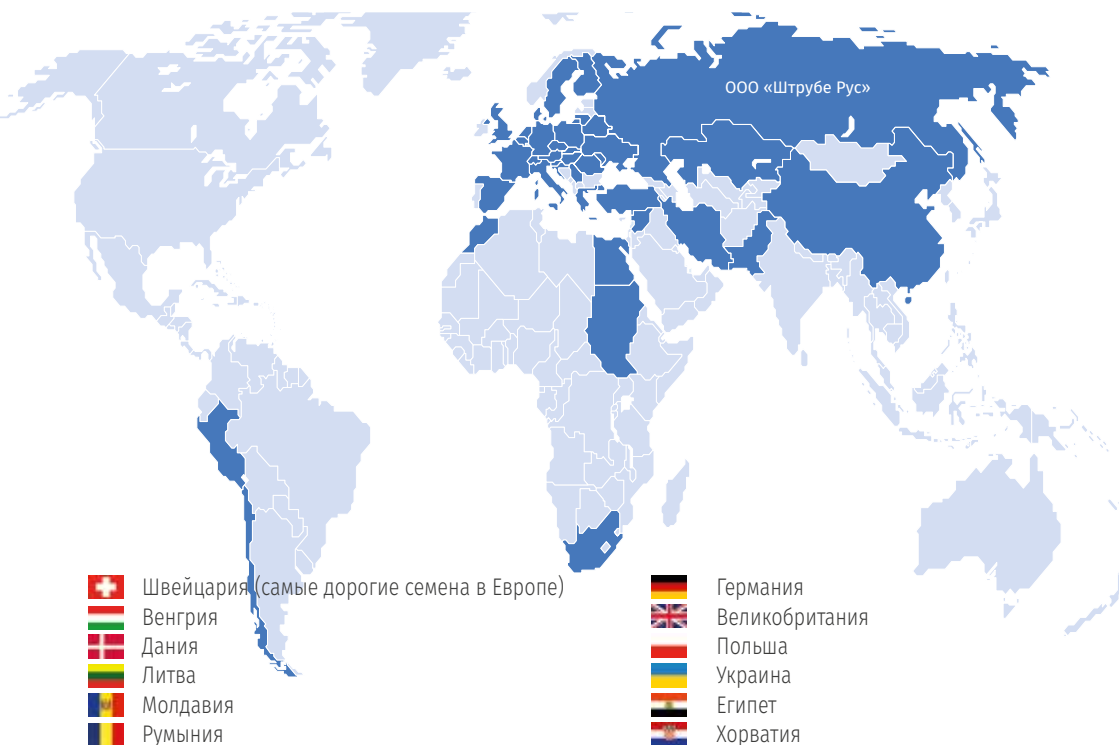 ООО «Штрубе Рус»
Швейцария (самые дорогие семена в Европе)
Венгрия
Дания
Литва
Молдавия
Румыния
Германия
Великобритания
Польша
Украина
Египет
Хорватия